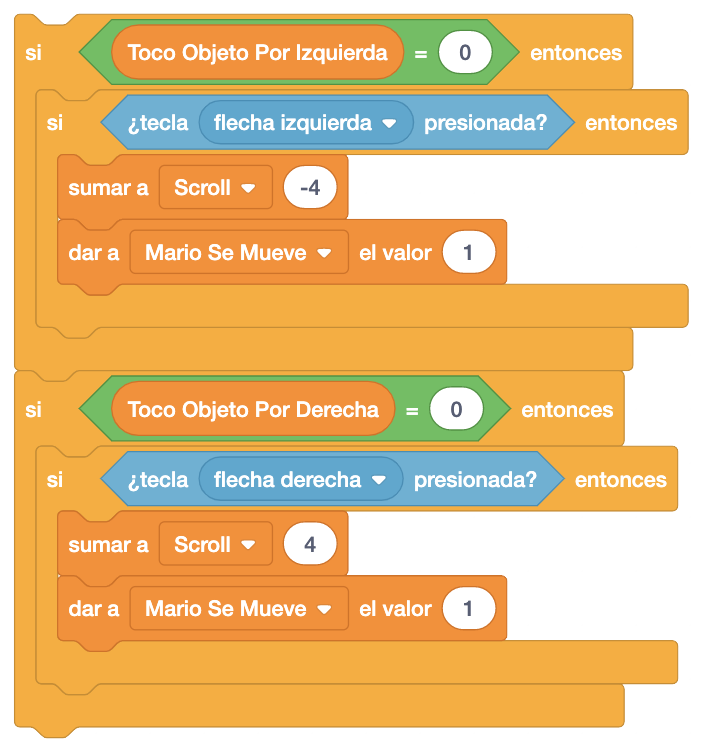 si Toco Objeto Por Izquierda = 0 entonces
si ¿tecla flecha izquierda presionada? entonces
sumar a Scroll -4
dar a Mario Se Mueve el valor 1
si Toco Objeto Por Derecha = 0 entonces
si ¿tecla flecha derecha presionada? entonces
sumar a Scroll 4
dar a Mario Se Mueve el valor 1